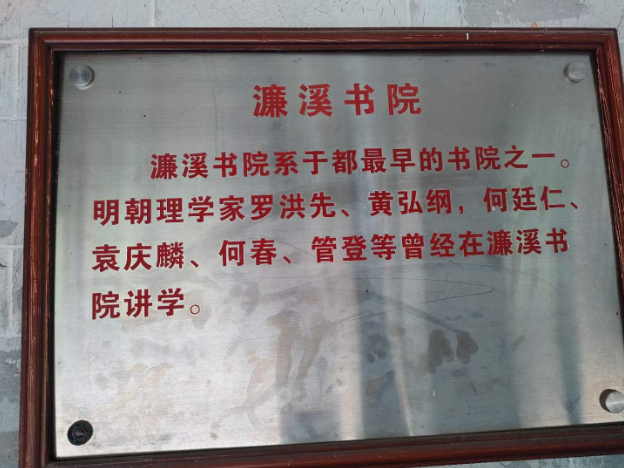 濂溪书院
濂溪书院系于都最早的书院之一。
明朝理学家罗洪先、黄弘纲，何廷仁、
袁庆麟、何春、管登等曾经在濂溪书
院讲学。